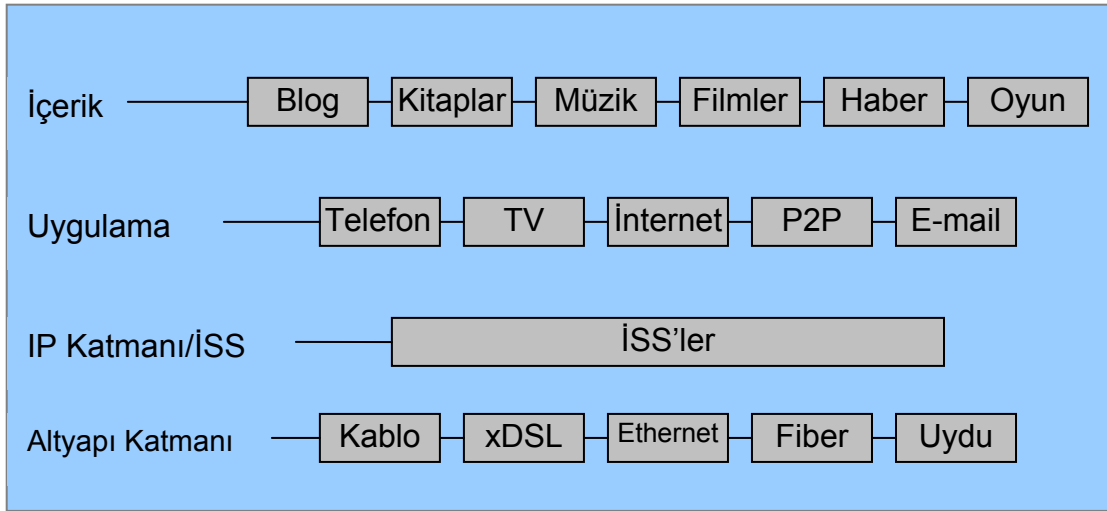 İçerik Blog Kitaplar Müzik Filmler Haber Oyun
Uygulama Telefon TV İnternet P2P E-mail
IP Katmanı/İSS İSS'ler
Altyapı Katmanı Kablo xDSL Ethernet Fiber Uydu